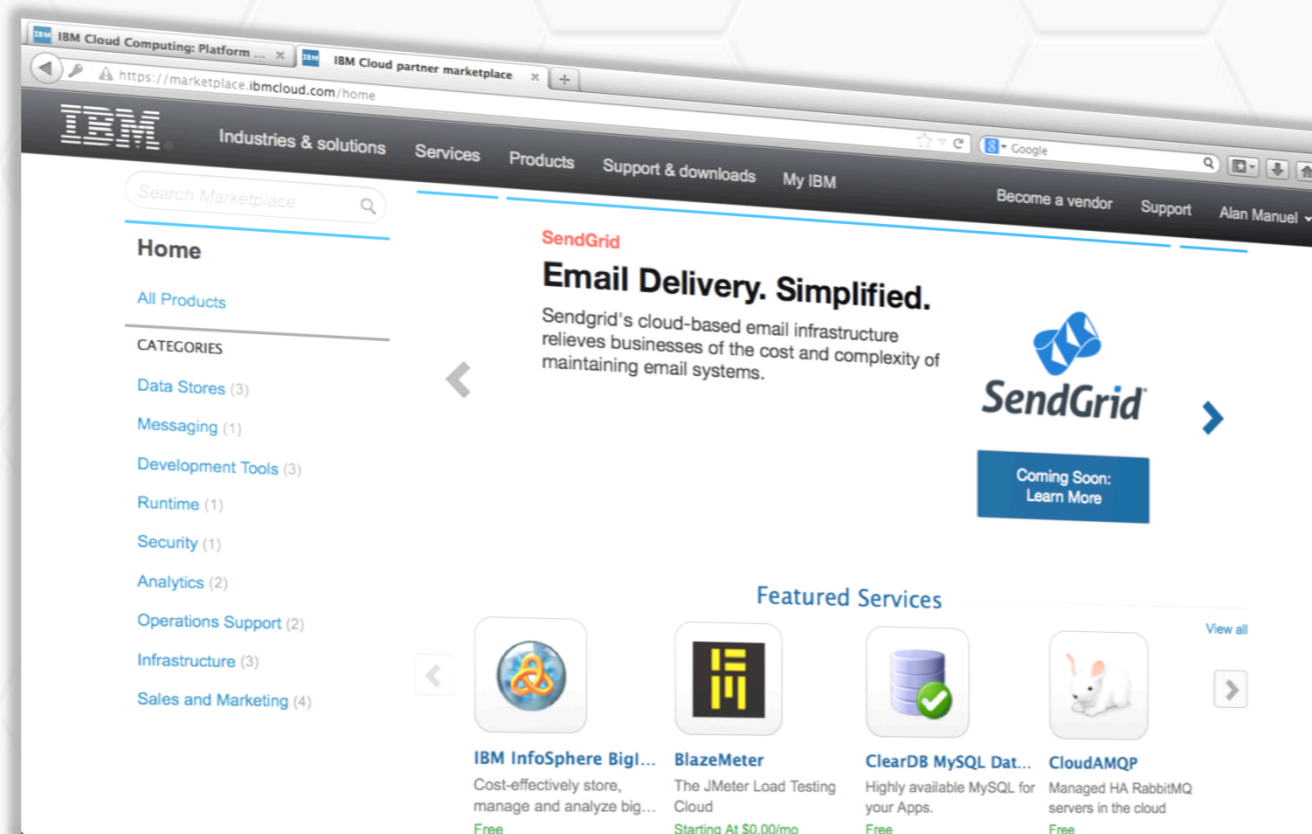 IBM Cloud Computing: Platform ...
IBM Cloud partner marketplace
https://marketplace.ibmcloud.com/home
Google
IBM
Industries & solutions
Services
Products
Support & downloads
My IBM
Become a vendor
Support
Alan Manuel
Search Marketplace
Home
All Products
CATEGORIES
Data Stores (3)
Messaging (1)
Development Tools (3)
Runtime (1)
Security (1)
Analytics (2)
Operations Support (2)
Infrastructure (3)
Sales and Marketing (4)
SendGrid
Email Delivery. Simplified.
Sendgrid's cloud-based email infrastructure
relieves businesses of the cost and complexity of
maintaining email systems.
SendGrid
Coming Soon:
Learn More
Featured Services
View all
IBM InfoSphere BigI...
Cost-effectively store,
manage and analyze big...
Free
BlazeMeter
The JMeter Load Testing
Cloud
Starting At $0.00/mo
ClearDB MySQL Dat...
Highly available MySQL for
your Apps.
Free
CloudAMQP
Managed HA RabbitMQ
servers in the cloud
Free